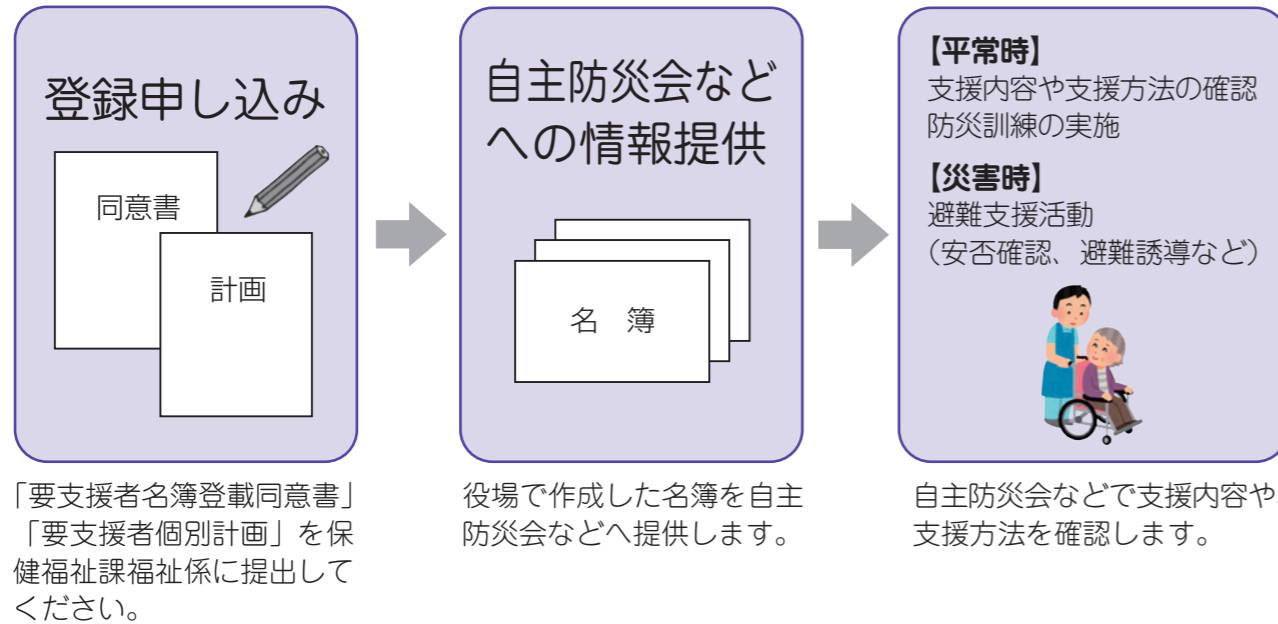 登録申し込み
同意書
計画
「要支援者名簿登載同意書」
「要支援者個別計画」を保
健福祉課福祉係に提出して
ください。
自主防災会など
への情報提供
名　簿
役場で作成した名簿を自主
防災会などへ提供します。
【平常時】
支援内容や支援方法の確認
防災訓練の実施
【災害時】
避難支援活動
（安否確認、避難誘導など）
自主防災会などで支援内容や
支援方法を確認します。